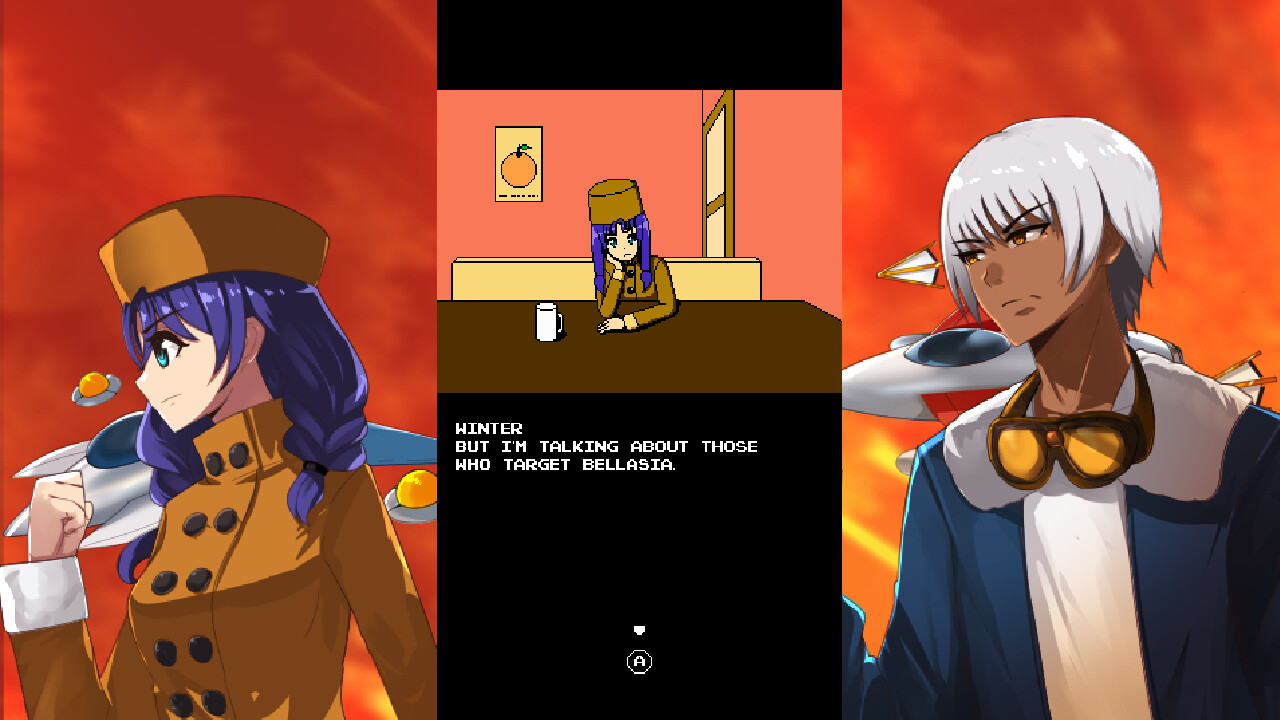 WINTER
BUT I'M TALKING ABOUT THOSE
WHO TARGET BELLASIA.
A